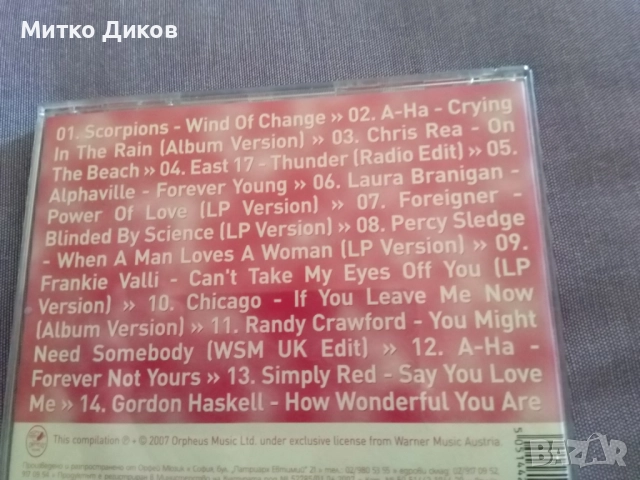 Митко Диков
01. Scorpions - Wind Of Change » 02. A-Ha - Crying
In The Rain (Album Version) » 03. Chris Rea - On
The Beach » 04. East 17 - Thunder (Radio Edit) » 05.
Alphaville - Forever Young » 06. Laura Branigan -
Power Of Love (LP Version) » 07. Foreigner -
Blinded By Science (LP Version) » 08. Percy Sledge
- When A Man Loves A Woman (LP Version) » 09.
Frankie Valli - Can't Take My Eyes Off You (LP
Version) » 10. Chicago - If You Leave Me Now
(Album Version) » 11. Randy Crawford - You Might
Need Somebody (WSM UK Edit) » 12. A-Ha -
Forever Not Yours » 13. Simply Red - Say You Love
Me » 14. Gordon Haskell - How Wonderful You Are
This compilation ℗ + © 2007 Orpheus Music Ltd. under exclusive license from Warner Music Austria.
BAZAR